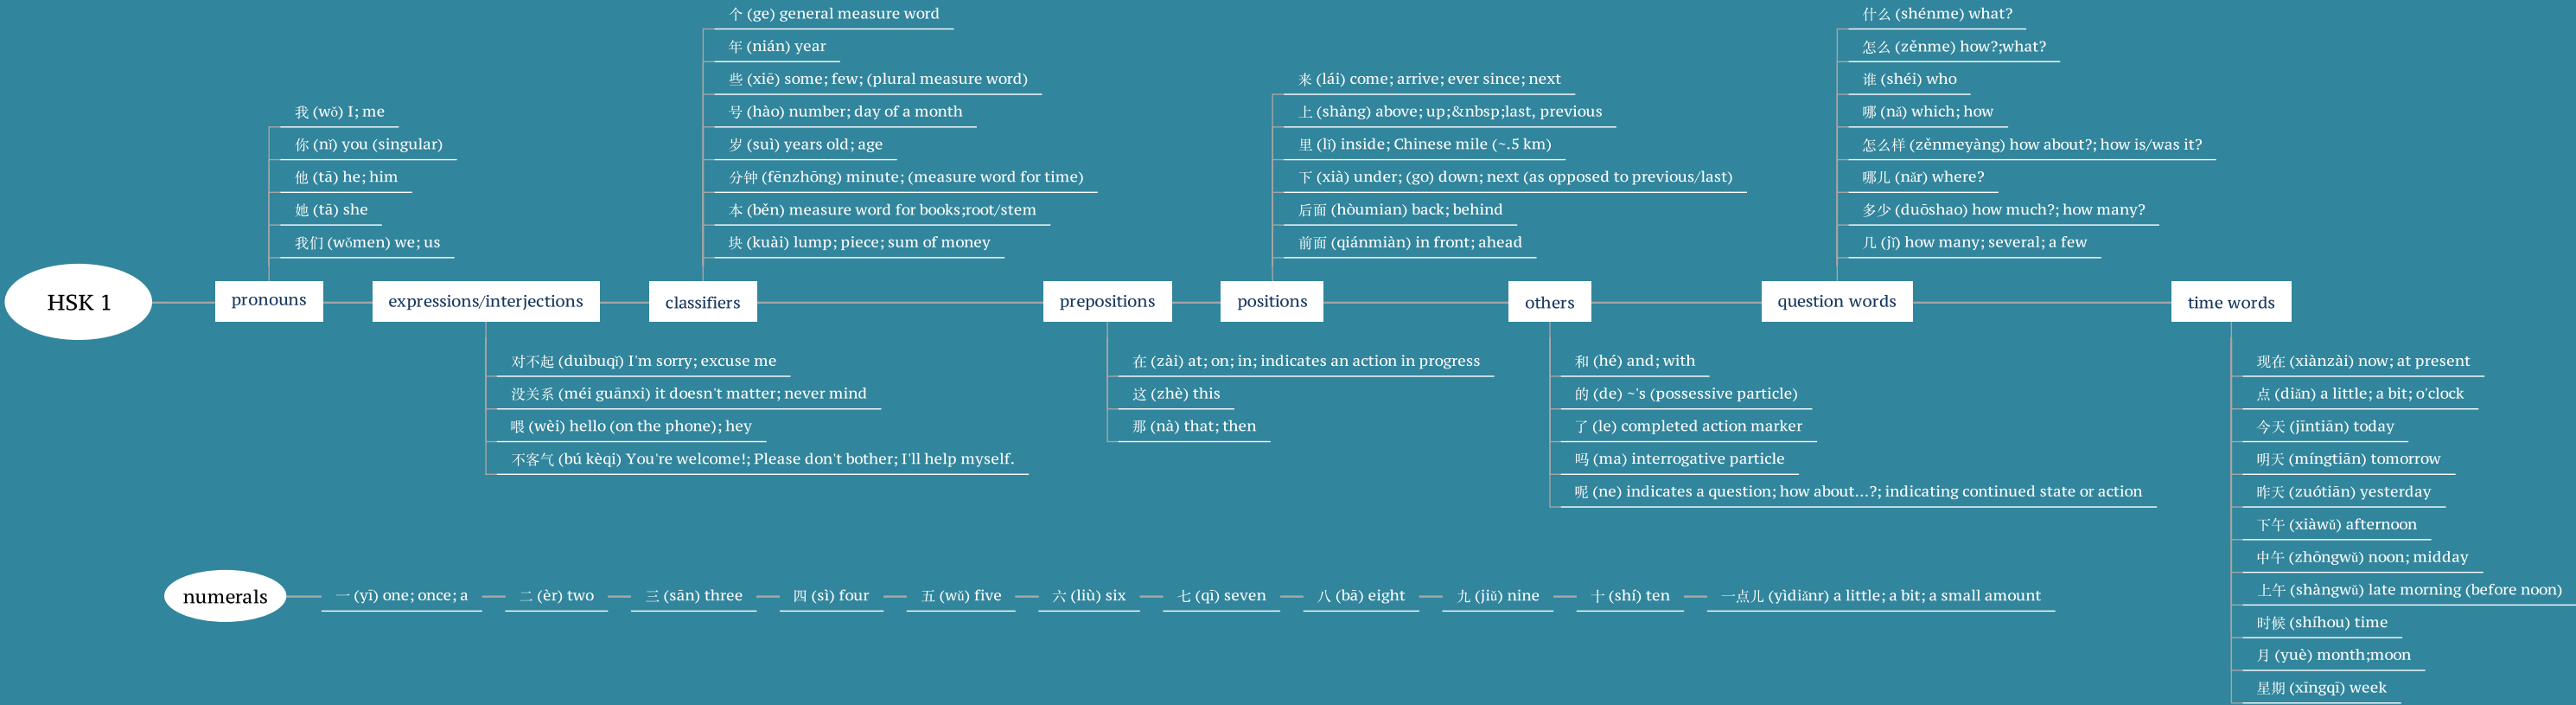 HSK 1
pronouns
我 (wǒ) I; me
你 (nǐ) you (singular)
他 (tā) he; him
她 (tā) she
我们 (wǒmen) we; us
expressions/interjections
对不起 (duìbuqǐ) I'm sorry; excuse me
没关系 (méi guānxi) it doesn't matter; never mind
喂 (wèi) hello (on the phone); hey
不客气 (bú kèqi) You're welcome!; Please don't bother; I'll help myself.
classifiers
个 (ge) general measure word
年 (nián) year
些 (xiē) some; few; (plural measure word)
号 (hào) number; day of a month
岁 (suì) years old; age
分钟 (fēnzhōng) minute; (measure word for time)
本 (běn) measure word for books;root/stem
块 (kuài) lump; piece; sum of money
prepositions
在 (zài) at; on; in; indicates an action in progress
这 (zhè) this
那 (nà) that; then
positions
来 (lái) come; arrive; ever since; next
上 (shàng) above; up;&nbsp;last, previous
里 (lǐ) inside; Chinese mile (~.5 km)
下 (xià) under; (go) down; next (as opposed to previous/last)
后面 (hòumian) back; behind
前面 (qiánmiàn) in front; ahead
others
和 (hé) and; with
的 (de) ~'s (possessive particle)
了 (le) completed action marker
吗 (ma) interrogative particle
呢 (ne) indicates a question; how about...?; indicating continued state or action
question words
什么 (shénme) what?
怎么 (zěnme) how?;what?
谁 (shéi) who
哪 (nǎ) which; how
怎么样 (zěnmeyàng) how about?; how is/was it?
哪儿 (nǎr) where?
多少 (duōshao) how much?; how many?
几 (jǐ) how many; several; a few
time words
现在 (xiànzài) now; at present
点 (diǎn) a little; a bit; o'clock
今天 (jīntiān) today
明天 (míngtiān) tomorrow
昨天 (zuótiān) yesterday
下午 (xiàwǔ) afternoon
中午 (zhōngwǔ) noon; midday
上午 (shàngwǔ) late morning (before noon)
时候 (shíhou) time
月 (yuè) month;moon
星期 (xīngqī) week
numerals
一 (yī) one; once; a
二 (èr) two
三 (sān) three
四 (sì) four
五 (wǔ) five
六 (liù) six
七 (qī) seven
八 (bā) eight
九 (jiǔ) nine
十 (shí) ten
一点儿 (yìdiǎnr) a little; a bit; a small amount